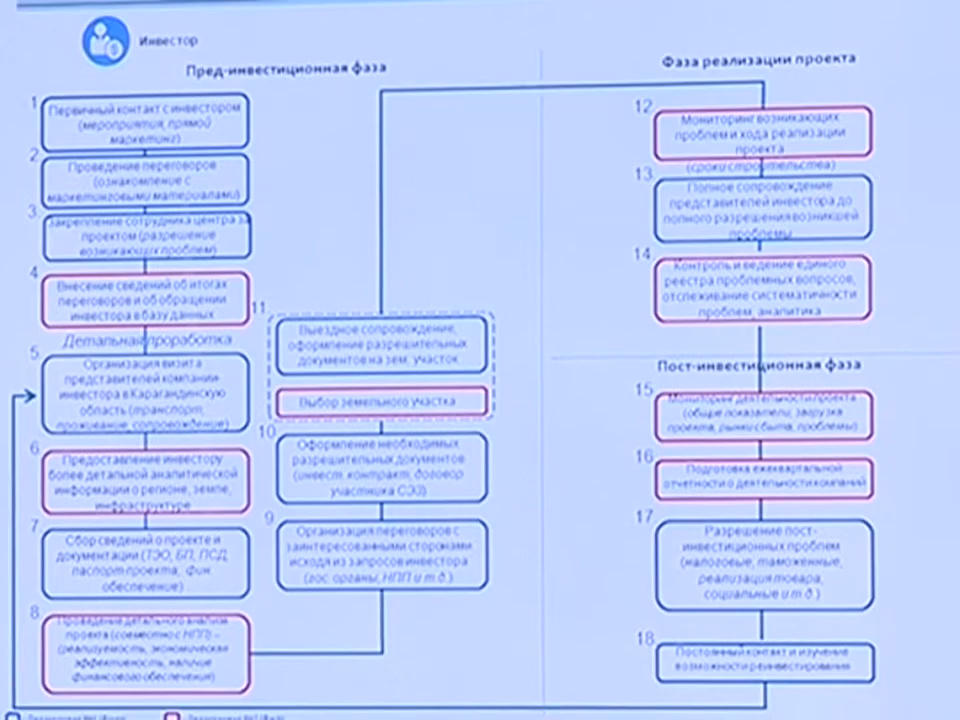 Инвестор
Пред-инвестиционная фаза
1
Первичный контакт с инвестором
(мероприятия, прямой
маркетинг)
2
Проведение переговоров
(ознакомление с
маркетинговыми материалами)
3
Закрепление сотрудника центра за
проектом (разрешение
возникающих проблем)
4
Внесение сведений об итогах
переговоров и об обращении
инвестора в базу данных
Детальная проработка
5
Организация визита
представителей компании-
инвестора в Карагандинскую
область (транспорт,
проживание, сопровождение)
6
Предоставление инвестору
более детальной аналитической
информации о регионе, земле,
инфраструктуре
7
Сбор сведений о проекте и
документации (ТЭО, БП, ПСД,
паспорт проекта, фин.
обеспечение)
8
Проведение детального анализа
проекта (совместно с НПП) –
(реализуемость, экономическая
эффективность, наличие
финансового обеспечения)
11
Выездное сопровождение,
оформление разрешительных
документов на зем. участок
Выбор земельного участка
10
Оформление необходимых
разрешительных документов
(инвест. контракт, договор
участника СЭЗ)
9
Организация переговоров с
заинтересованными сторонами
исходя из запросов инвестора
(гос. органы, НПП и т.д.)
Фаза реализации проекта
12
Мониторинг возникающих
проблем и хода реализации
проекта
(сроки строительства)
13
Полное сопровождение
представителей инвестора до
полного разрешения возникшей
проблемы
14
Контроль и ведение единого
реестра проблемных вопросов,
отслеживание систематичности
проблем, аналитика
Пост-инвестиционная фаза
15
Мониторинг деятельности проекта
(общие показатели, загрузка
проекта, рынки сбыта, проблемы)
16
Подготовка ежеквартальной
отчетности о деятельности компаний
17
Разрешение пост-
инвестиционных проблем
(налоговые, таможенные,
реализация товара,
социальные и т.д.)
18
Постоянный контакт и изучение
возможности реинвестирования